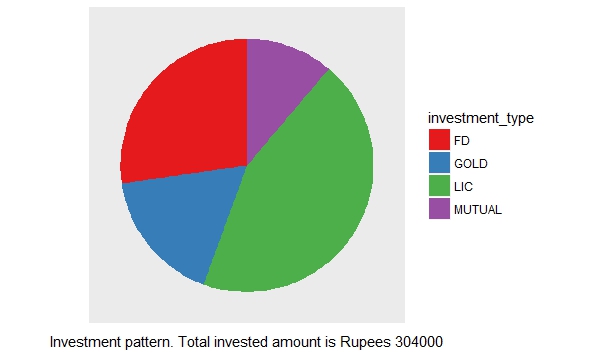 investment_type
FD
GOLD
LIC
MUTUAL
Investment pattern. Total invested amount is Rupees 304000